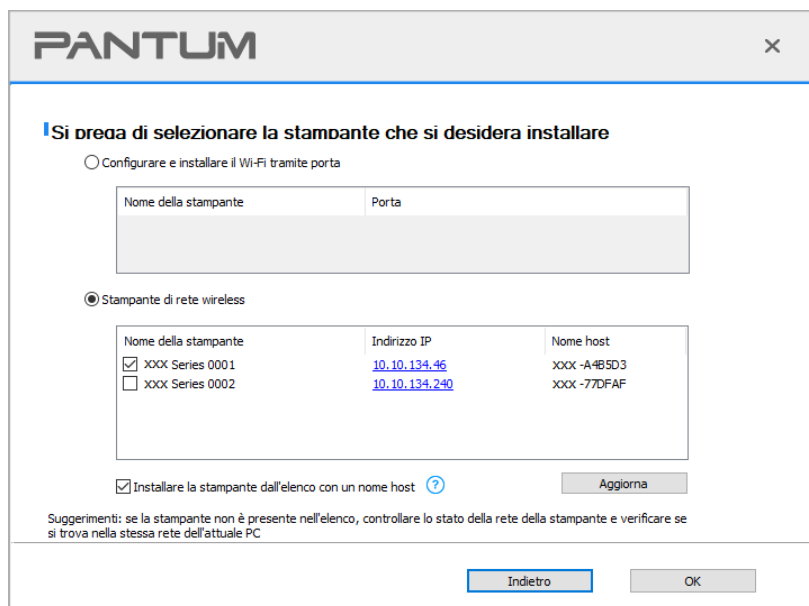 PANTUM
Si prega di selezionare la stampante che si desidera installare
Configurare e installare il Wi-Fi tramite porta
Nome della stampante Porta
Stampante di rete wireless
Nome della stampante Indirizzo IP Nome host
XXX Series 0001 10.10.134.46 XXX -A4B5D3
XXX Series 0002 10.10.134.240 XXX -77DFAF
Installare la stampante dall'elenco con un nome host ? Aggiorna
Suggerimenti: se la stampante non è presente nell'elenco, controllare lo stato della rete della stampante e verificare se
si trova nella stessa rete dell'attuale PC
Indietro OK